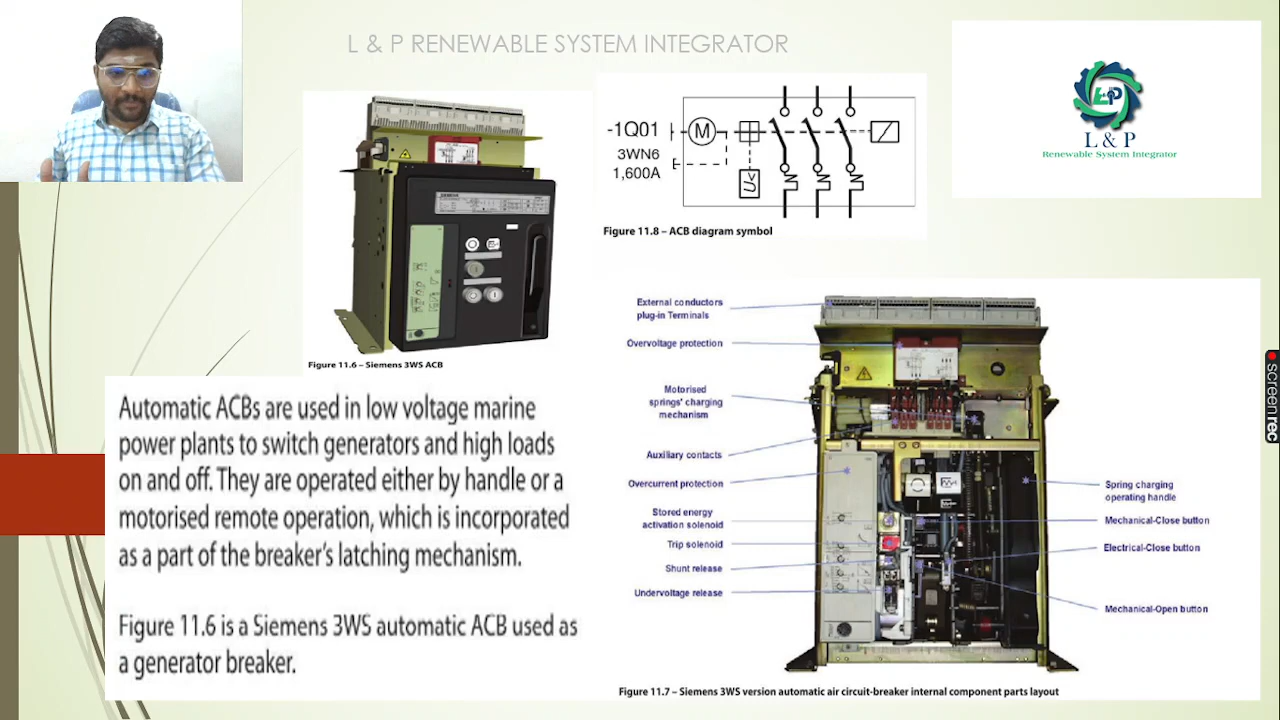 L & P RENEWABLE SYSTEM INTEGRATOR
L & P
Renewable System Integrator
-1Q01
3WN6
1,600A
M
Figure 11.8 – ACB diagram symbol
Figure 11.6 – Siemens 3WS ACB
Automatic ACBs are used in low voltage marine
power plants to switch generators and high loads
on and off. They are operated either by handle or a
motorised remote operation, which is incorporated
as a part of the breaker's latching mechanism.
Figure 11.6 is a Siemens 3WS automatic ACB used as
a generator breaker.
External conductors
plug-in Terminals
Overvoltage protection
Motorised
springs' charging
mechanism
Auxiliary contacts
Overcurrent protection
Stored energy
activation solenoid
Trip solenoid
Shunt release
Undervoltage release
Spring charging
operating handle
Mechanical-Close button
Electrical-Close button
Mechanical-Open button
Figure 11.7 – Siemens 3WS version automatic air circuit-breaker internal component parts layout
screenrec